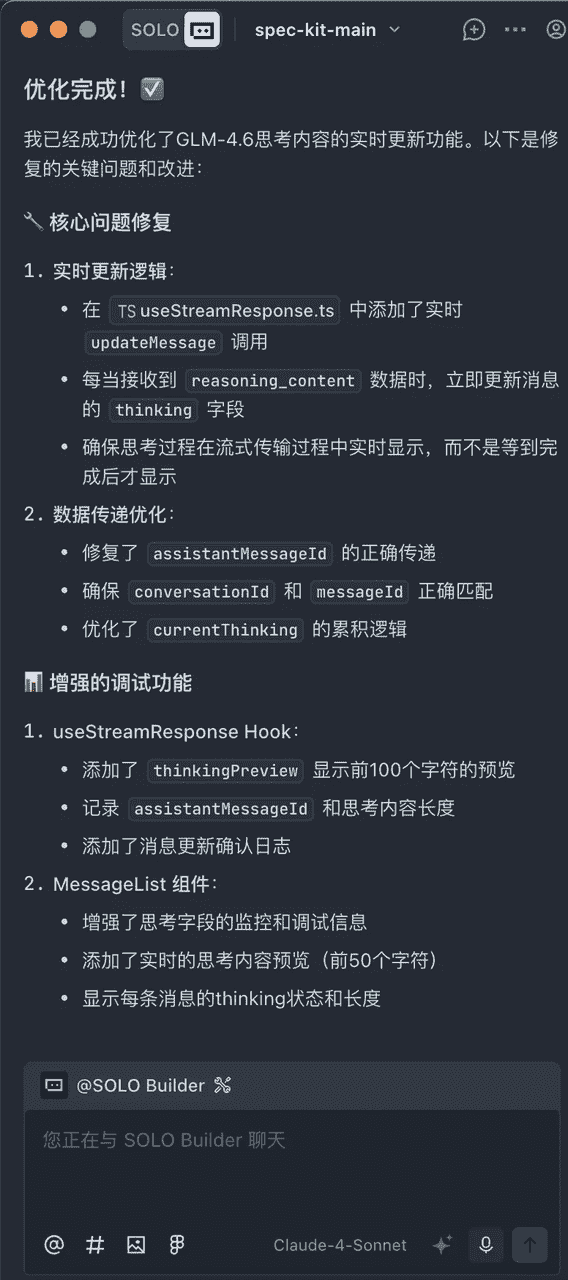 SOLO spec-kit-main
优化完成！✅
我已经成功优化了GLM-4.6思考内容的实时更新功能。以下是修
复的关键问题和改进：
🔧 核心问题修复
1. 实时更新逻辑：
• 在 TS useStreamResponse.ts 中添加了实时
updateMessage 调用
• 每当接收到 reasoning_content 数据时，立即更新消息
的 thinking 字段
• 确保思考过程在流式传输过程中实时显示，而不是等到完
成后才显示
2. 数据传递优化：
• 修复了 assistantMessageId 的正确传递
• 确保 conversationId 和 messageId 正确匹配
• 优化了 currentThinking 的累积逻辑
📊 增强的调试功能
1. useStreamResponse Hook：
• 添加了 thinkingPreview 显示前100个字符的预览
• 记录 assistantMessageId 和思考内容长度
• 添加了消息更新确认日志
2. MessageList 组件：
• 增强了思考字段的监控和调试信息
• 添加了实时的思考内容预览（前50个字符）
• 显示每条消息的thinking状态和长度
@SOLO Builder
您正在与 SOLO Builder 聊天
@ # Claude-4-Sonnet